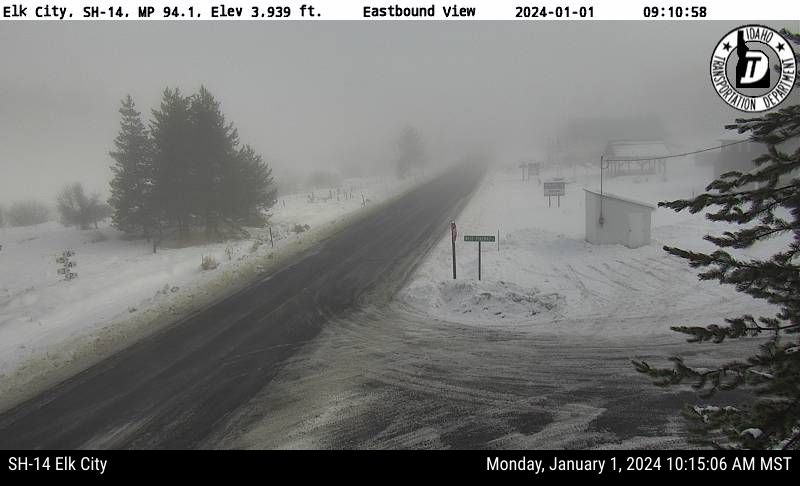 Elk City, SH-14, MP 94.1, Elev 3,939 ft. Eastbound View 2024-01-01 09:10:58
IDAHO TRANSPORTATION DEPARTMENT
SH-14 Elk City Monday, January 1, 2024 10:15:06 AM MST